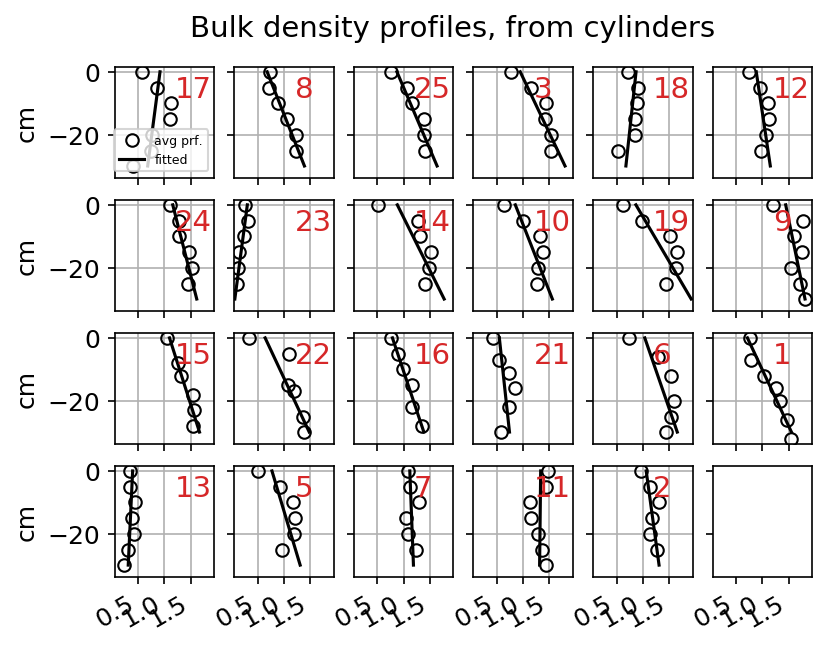 Bulk density profiles, from cylinders
0 17 8 25 3 18 12
cm −20
avg prf.
fitted
0 24 23 14 10 19 9
cm −20
0 15 22 16 21 6 1
cm −20
0 13 5 7 11 2
cm −20
0.5 1.0 1.5 0.5 1.0 1.5 0.5 1.0 1.5 0.5 1.0 1.5 0.5 1.0 1.5 0.5 1.0 1.5